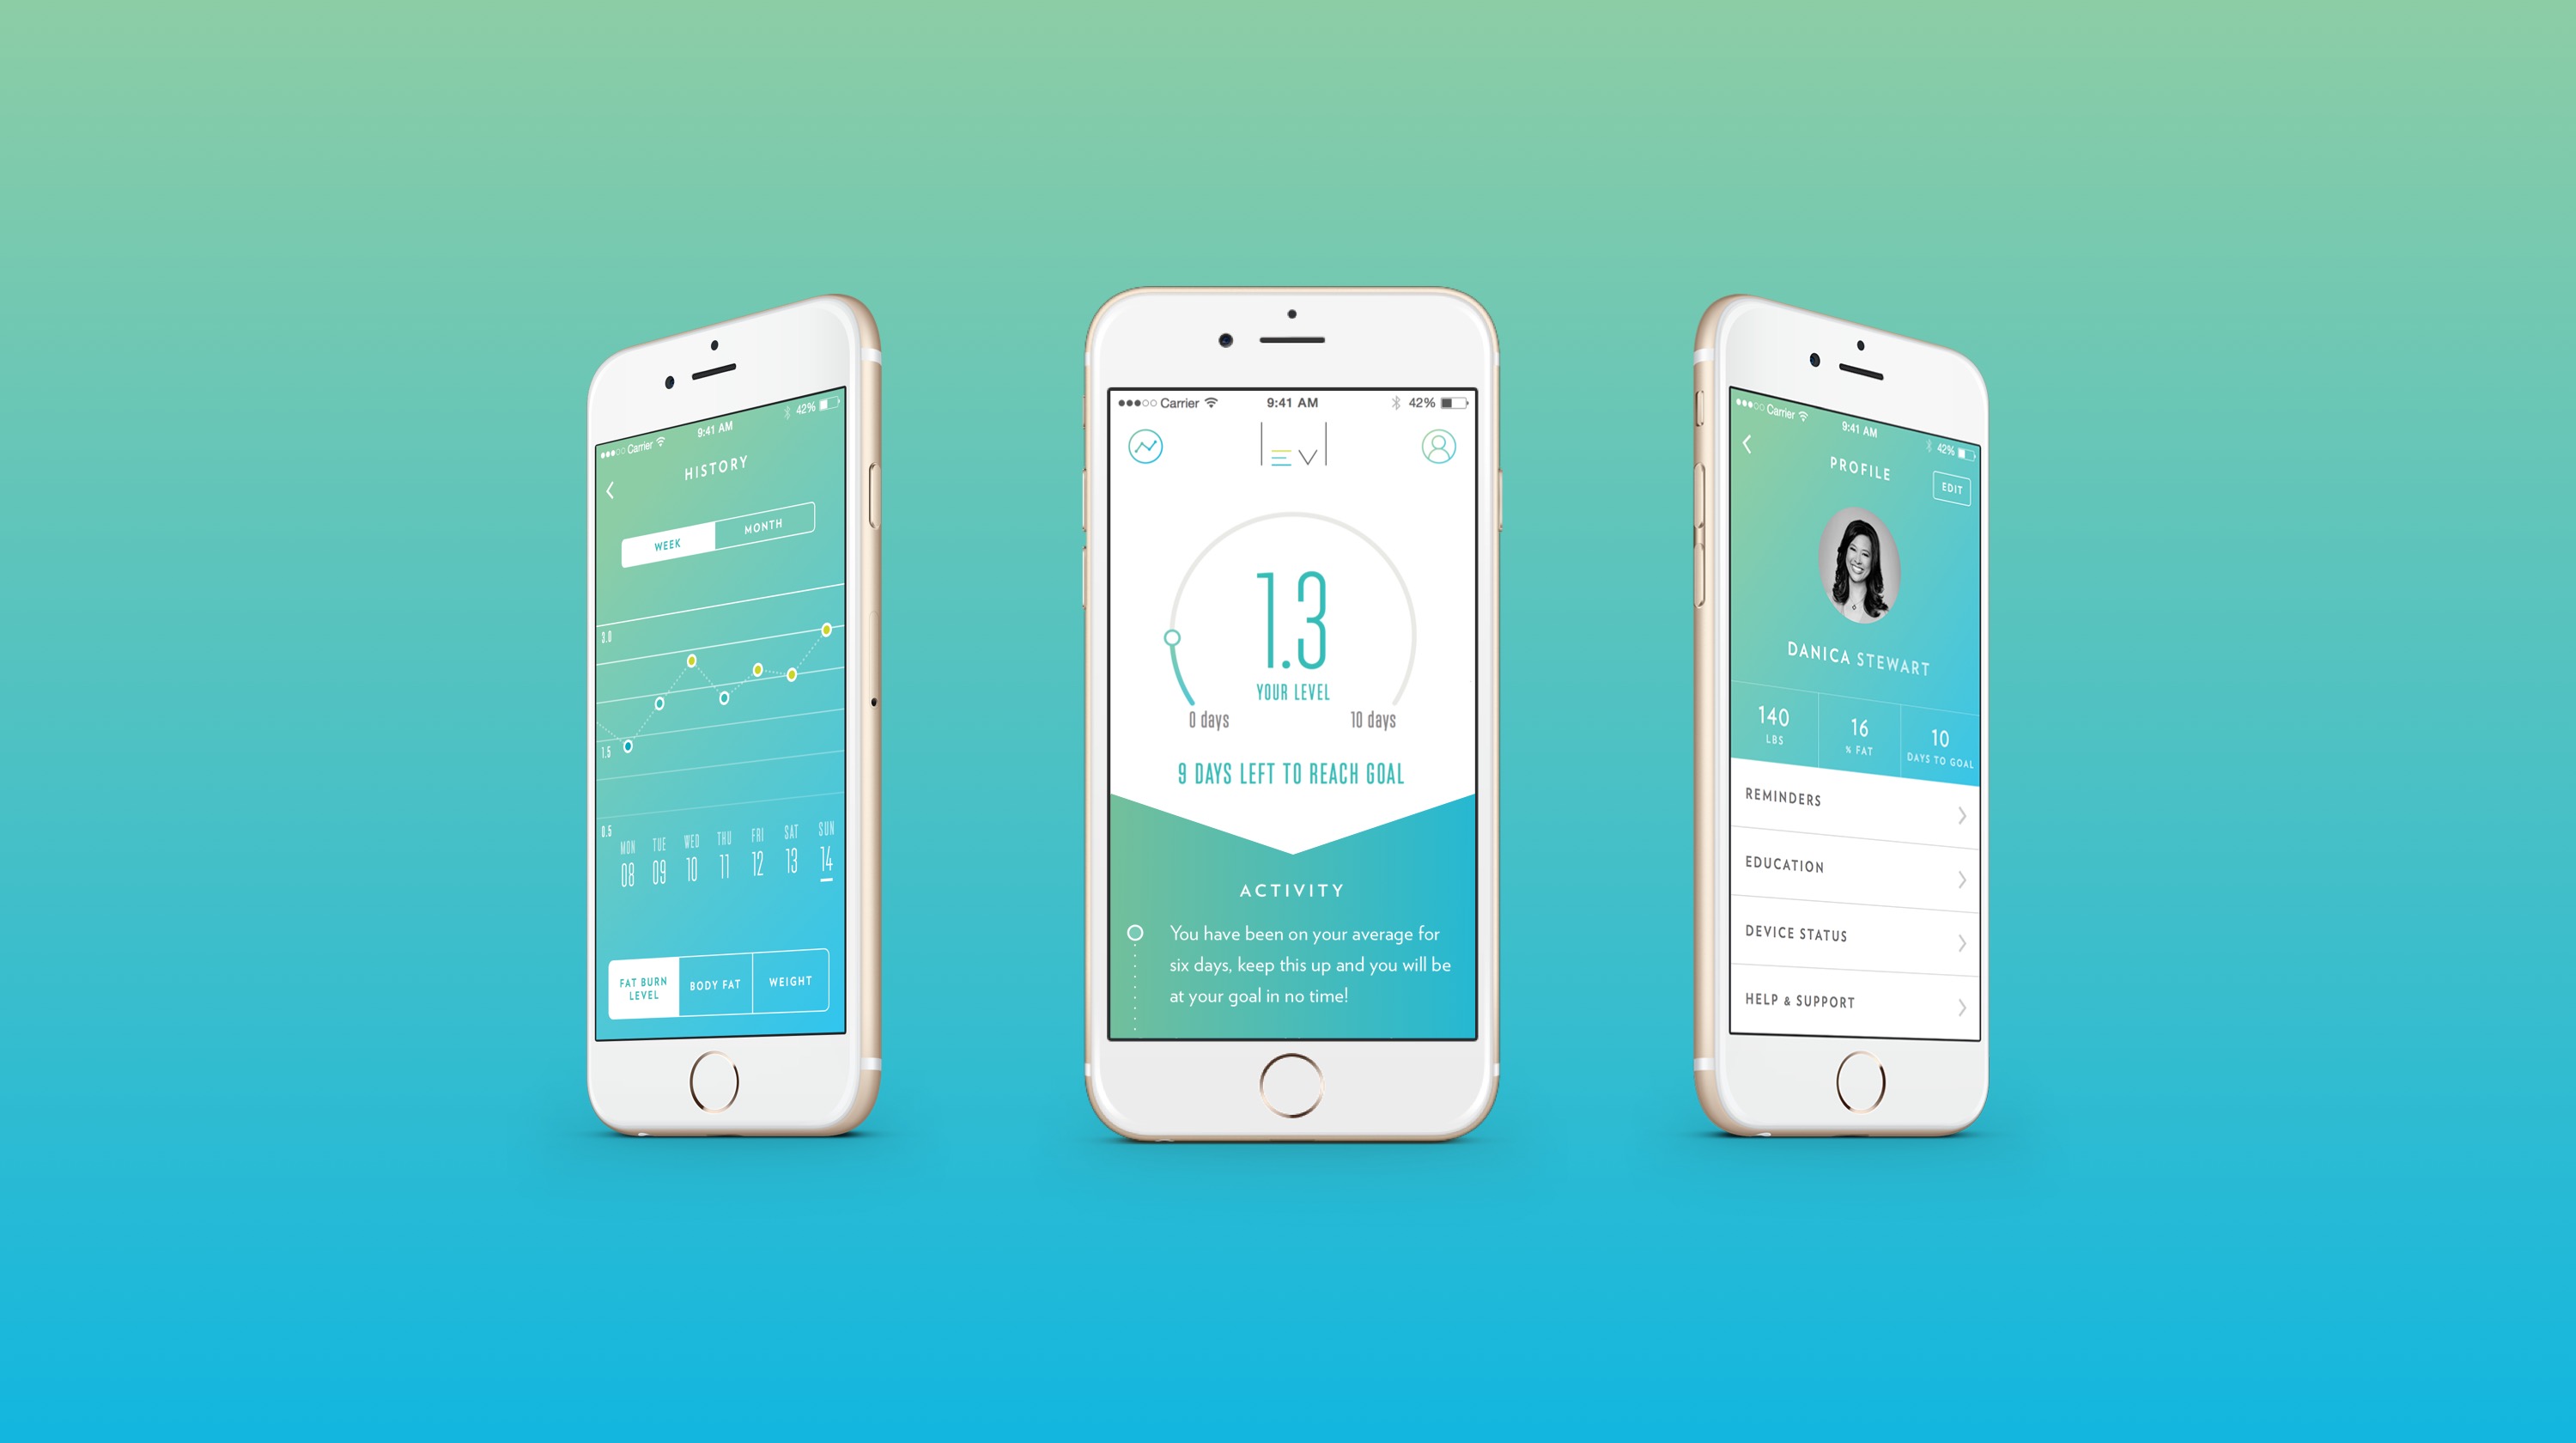 Carrier
9:41 AM
42%
HISTORY
WEEK
MONTH
3.0
1.5
0.5
MON
TUE
WED
THU
FRI
SAT
SUN
08
09
10
11
12
13
14
FAT BURN
LEVEL
BODY FAT
WEIGHT
Carrier
9:41 AM
42%
LEVL
1.3
YOUR LEVEL
0 days
10 days
9 DAYS LEFT TO REACH GOAL
ACTIVITY
You have been on your average for
six days, keep this up and you will be
at your goal in no time!
Carrier
9:41 AM
42%
PROFILE
EDIT
DANICA STEWART
140
LBS
16
% FAT
10
DAYS TO GOAL
REMINDERS
EDUCATION
DEVICE STATUS
HELP & SUPPORT